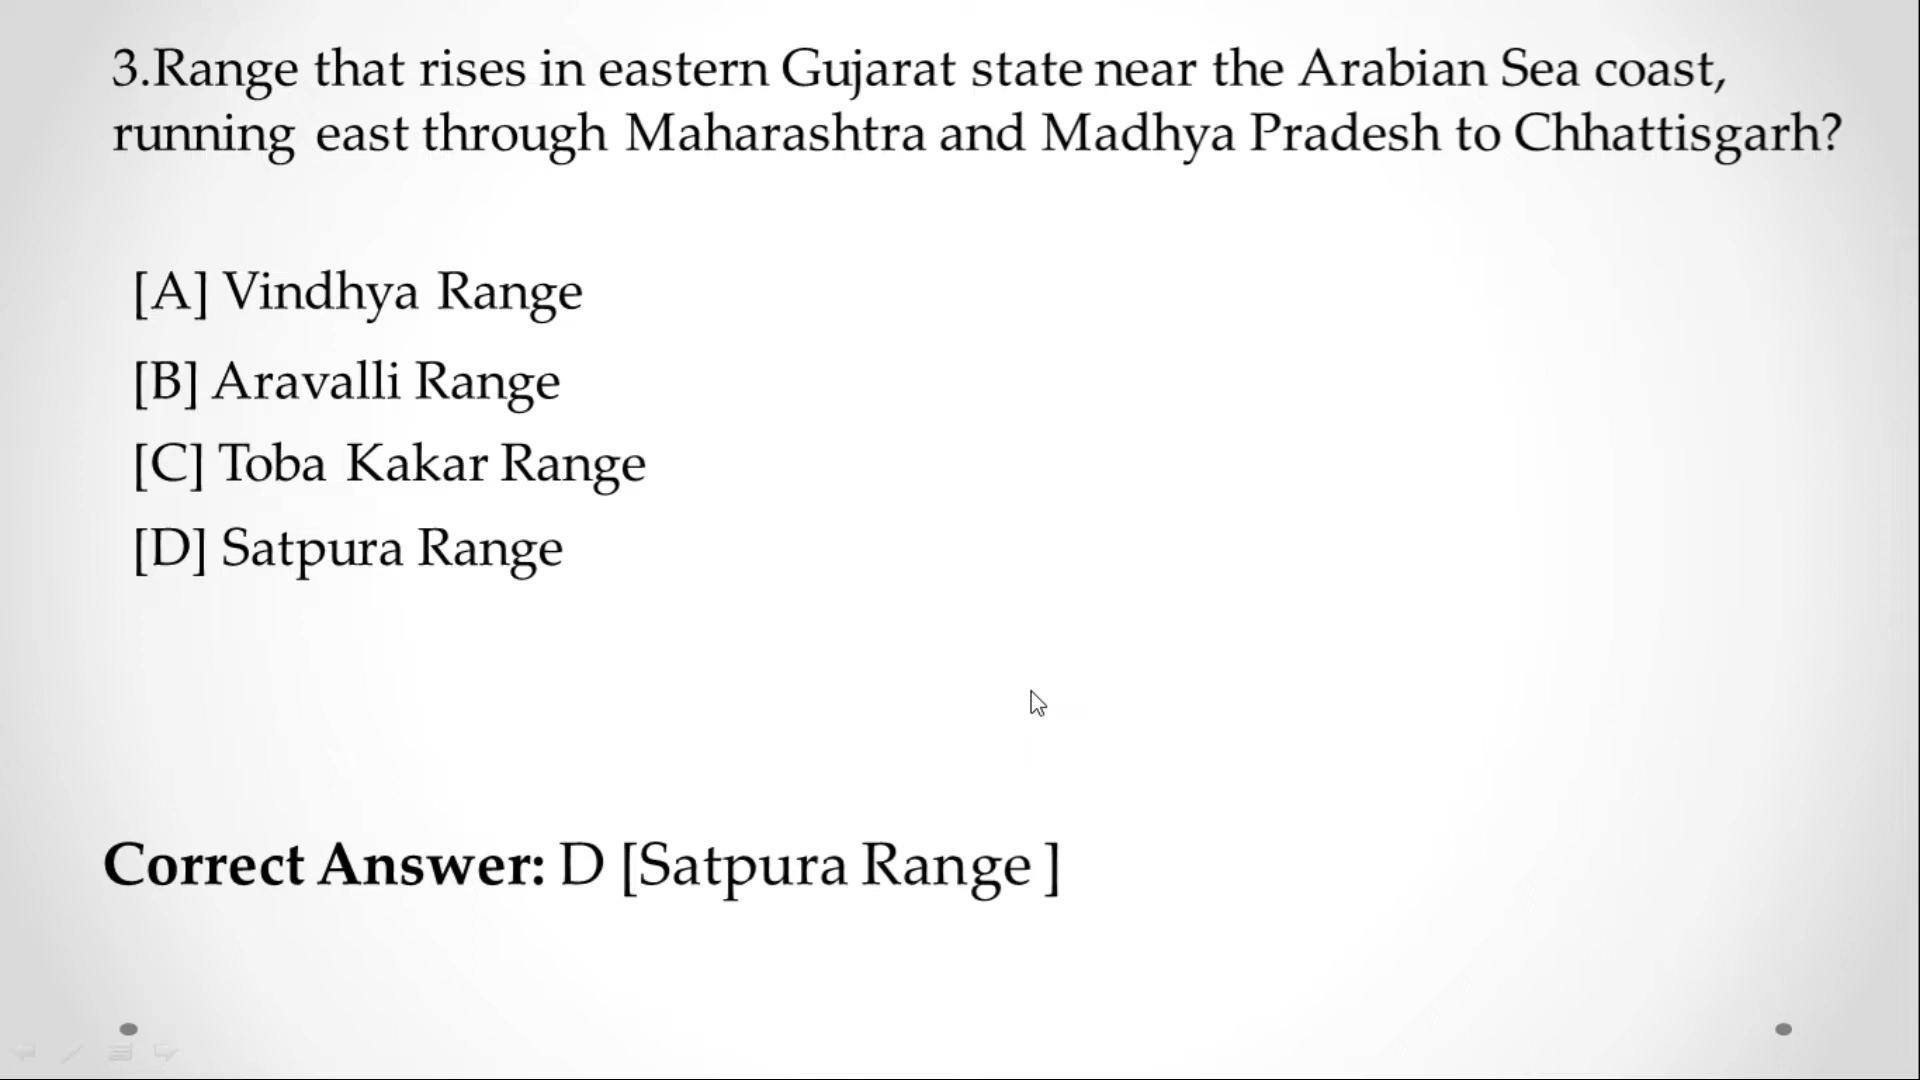 3.Range that rises in eastern Gujarat state near the Arabian Sea coast,
running east through Maharashtra and Madhya Pradesh to Chhattisgarh?
[A] Vindhya Range
[B] Aravalli Range
[C] Toba Kakar Range
[D] Satpura Range
Correct Answer: D [Satpura Range ]